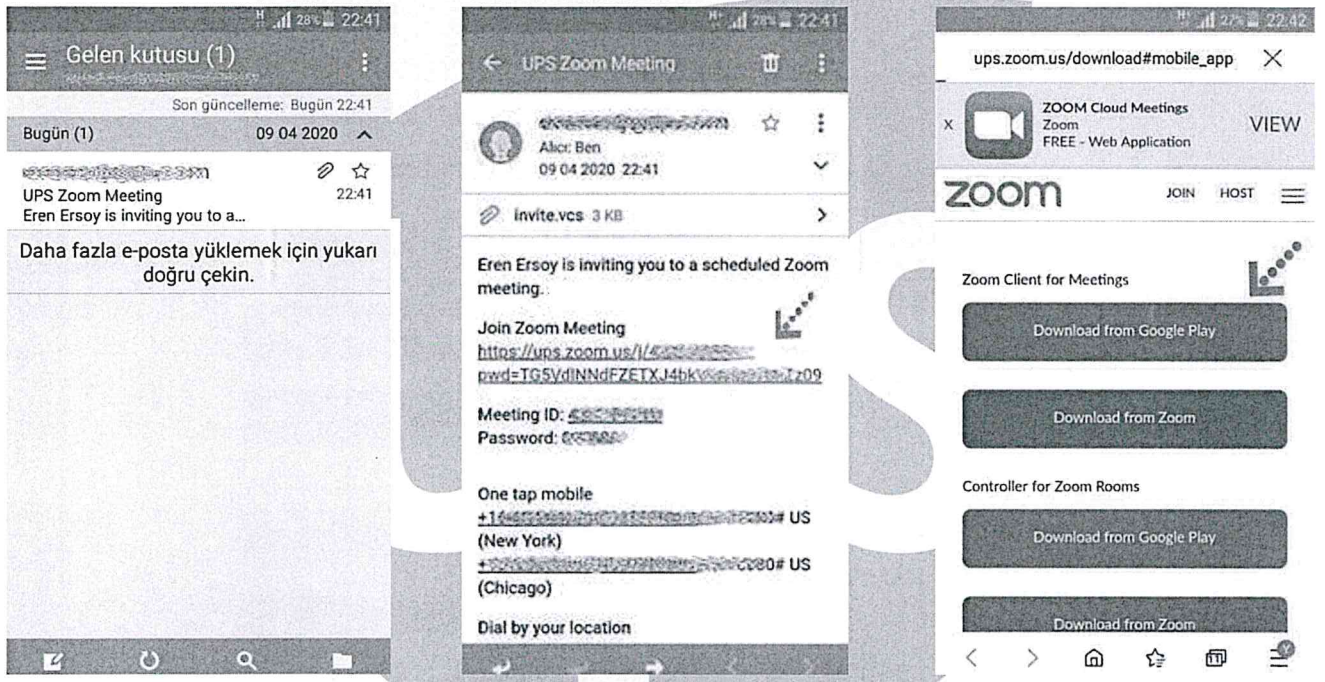 28% 22:41
Gelen kutusu (1)
Son güncelleme: Bugün 22:41
Bugün (1) 09 04 2020
UPS Zoom Meeting 22:41
Eren Ersoy is inviting you to a...
Daha fazla e-posta yüklemek için yukarı
doğru çekin.
28% 22:41
UPS Zoom Meeting
Alıcı: Ben
09 04 2020 22:41
invite.vcs 3 KB
Eren Ersoy is inviting you to a scheduled Zoom
meeting.
Join Zoom Meeting
https://ups.zoom.us/j/
Meeting ID:
Password:
One tap mobile
US
(New York)
US
(Chicago)
Dial by your location
27% 22:42
ups.zoom.us/download#mobile_app
x
ZOOM Cloud Meetings
Zoom
FREE - Web Application
VIEW
zoom JOIN HOST
Zoom Client for Meetings
Download from Google Play
Download from Zoom
Controller for Zoom Rooms
Download from Google Play
Download from Zoom